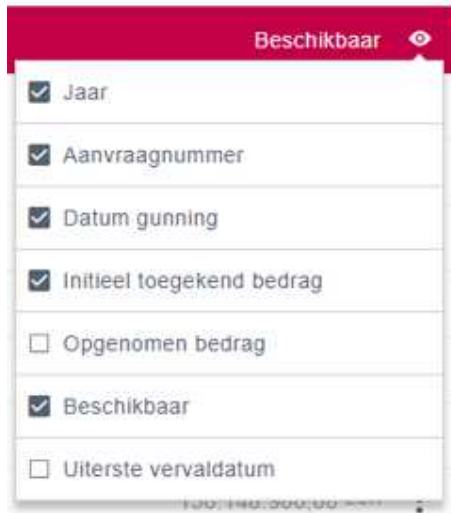 Beschikbaar
Jaar
Aanvraagnummer
Datum gunning
Initieel toegekend bedrag
Opgenomen bedrag
Beschikbaar
Uiterste vervaldatum